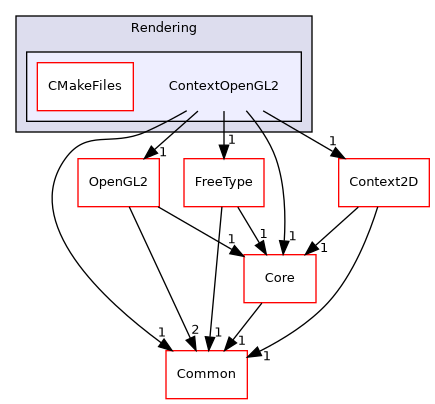 Rendering
CMakeFiles
ContextOpenGL2
1
1
1
OpenGL2
FreeType
Context2D
1
1
1
1
Core
1
2
1
1
1
Common